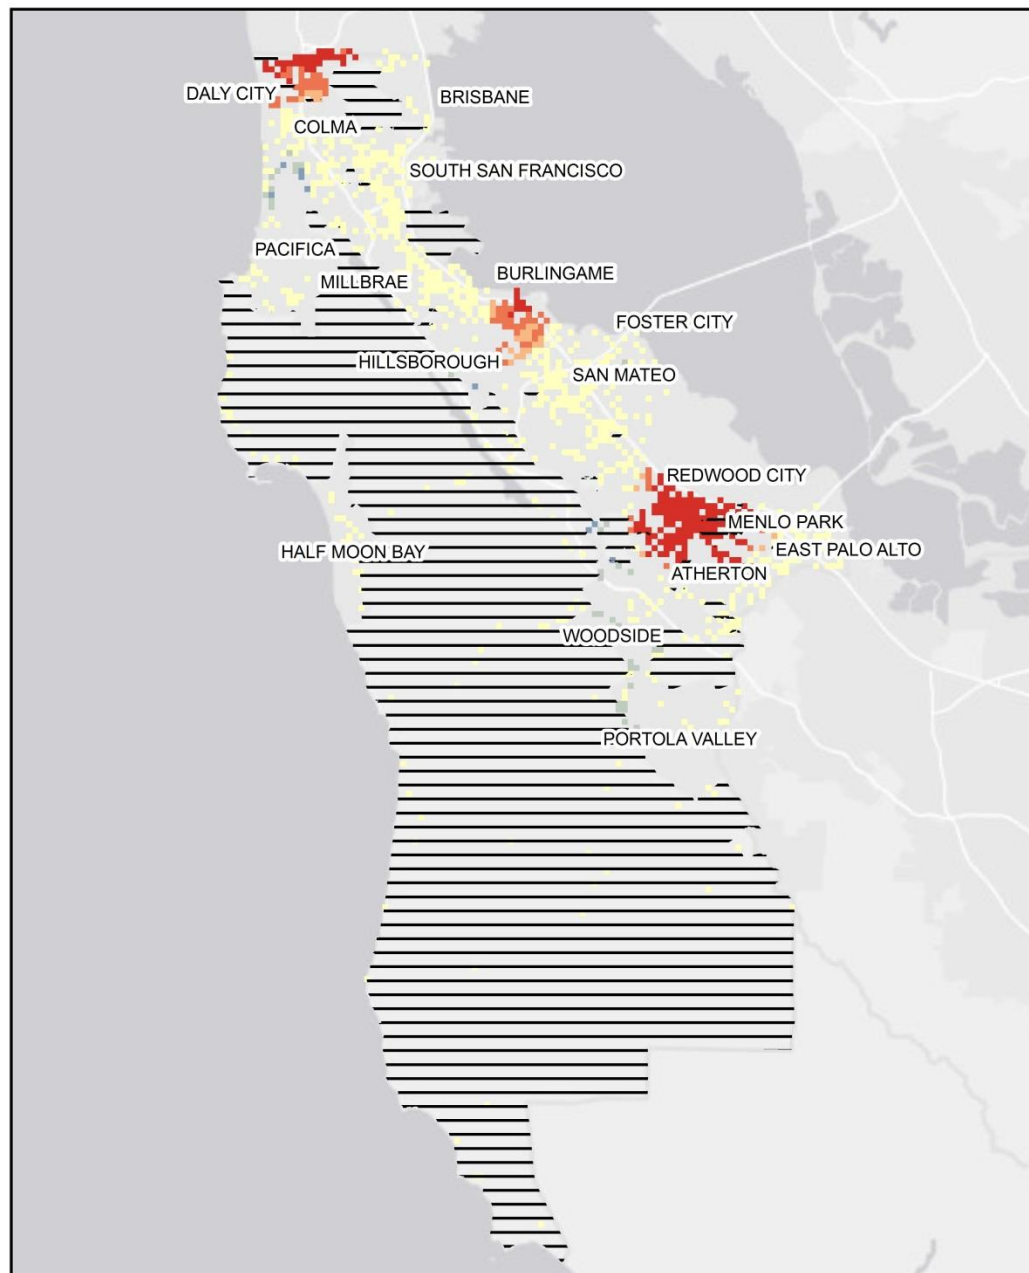 DALY CITY
BRISBANE
COLMA
SOUTH SAN FRANCISCO
PACIFICA
MILLBRAE
BURLINGAME
FOSTER CITY
HILLSBOROUGH
SAN MATEO
REDWOOD CITY
MENLO PARK
HALF MOON BAY
EAST PALO ALTO
ATHERTON
WOODSIDE
PORTOLA VALLEY